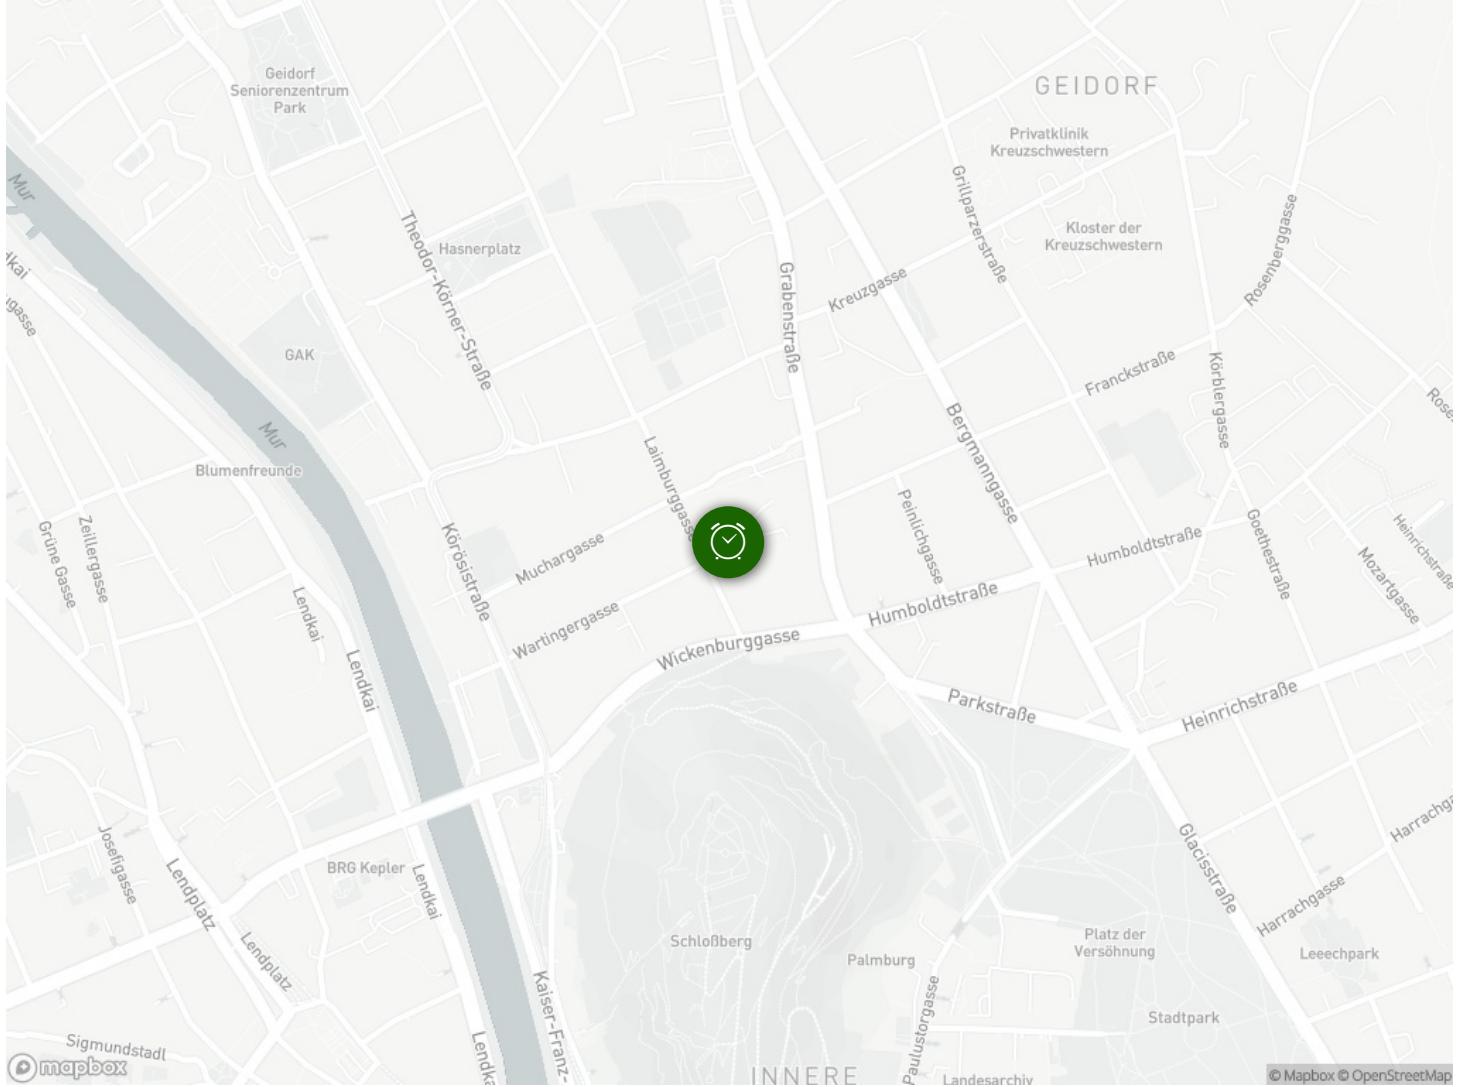 GEIDORF
Geidorf
Seniorenzentrum
Park
Privatklinik
Kreuzschwestern
Mur
Grillparzerstraße
Theodor-Körner-Straße
Hasnerplatz
Kloster der
Kreuzschwestern
Rosenberggasse
Grabenstraße
Kreuzgasse
GAK
Franckstraße
Körblergasse
Bergmanngasse
Mur
Blumenfreunde
Laimburggasse
Peinlichgasse
Grüne Gasse
Zeillergasse
Körösistraße
Muchargasse
Humboldtstraße
Goethestraße
Heinrichstraße
Mozartgasse
Lendkai
Wartingergasse
Humboldtstraße
Wickenburggasse
Lendkai
Parkstraße
Heinrichstraße
Josefigasse
Lendplatz
BRG Kepler
Lendkai
Glacisstraße
Harrachgasse
Lendplatz
Schloßberg
Palmburg
Platz der
Versöhnung
Leechpark
Kaiser-Franz-
Paulustorgasse
Stadtpark
Sigmundstadl
mapbox
INNERE
Landesarchiv
© Mapbox © OpenStreetMap